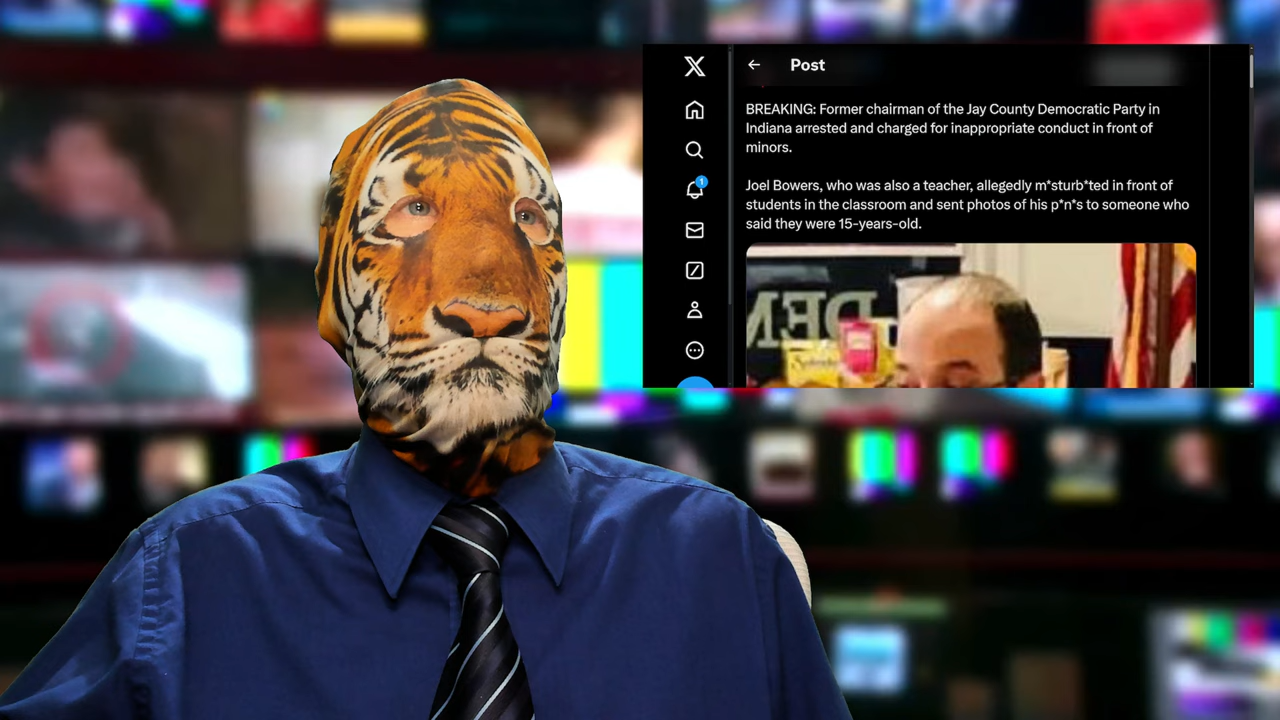 Post
BREAKING: Former chairman of the Jay County Democratic Party in
Indiana arrested and charged for inappropriate conduct in front of
minors.
Joel Bowers, who was also a teacher, allegedly m*sturb*ted in front of
students in the classroom and sent photos of his p*n*s to someone who
said they were 15-years-old.
1
DEM